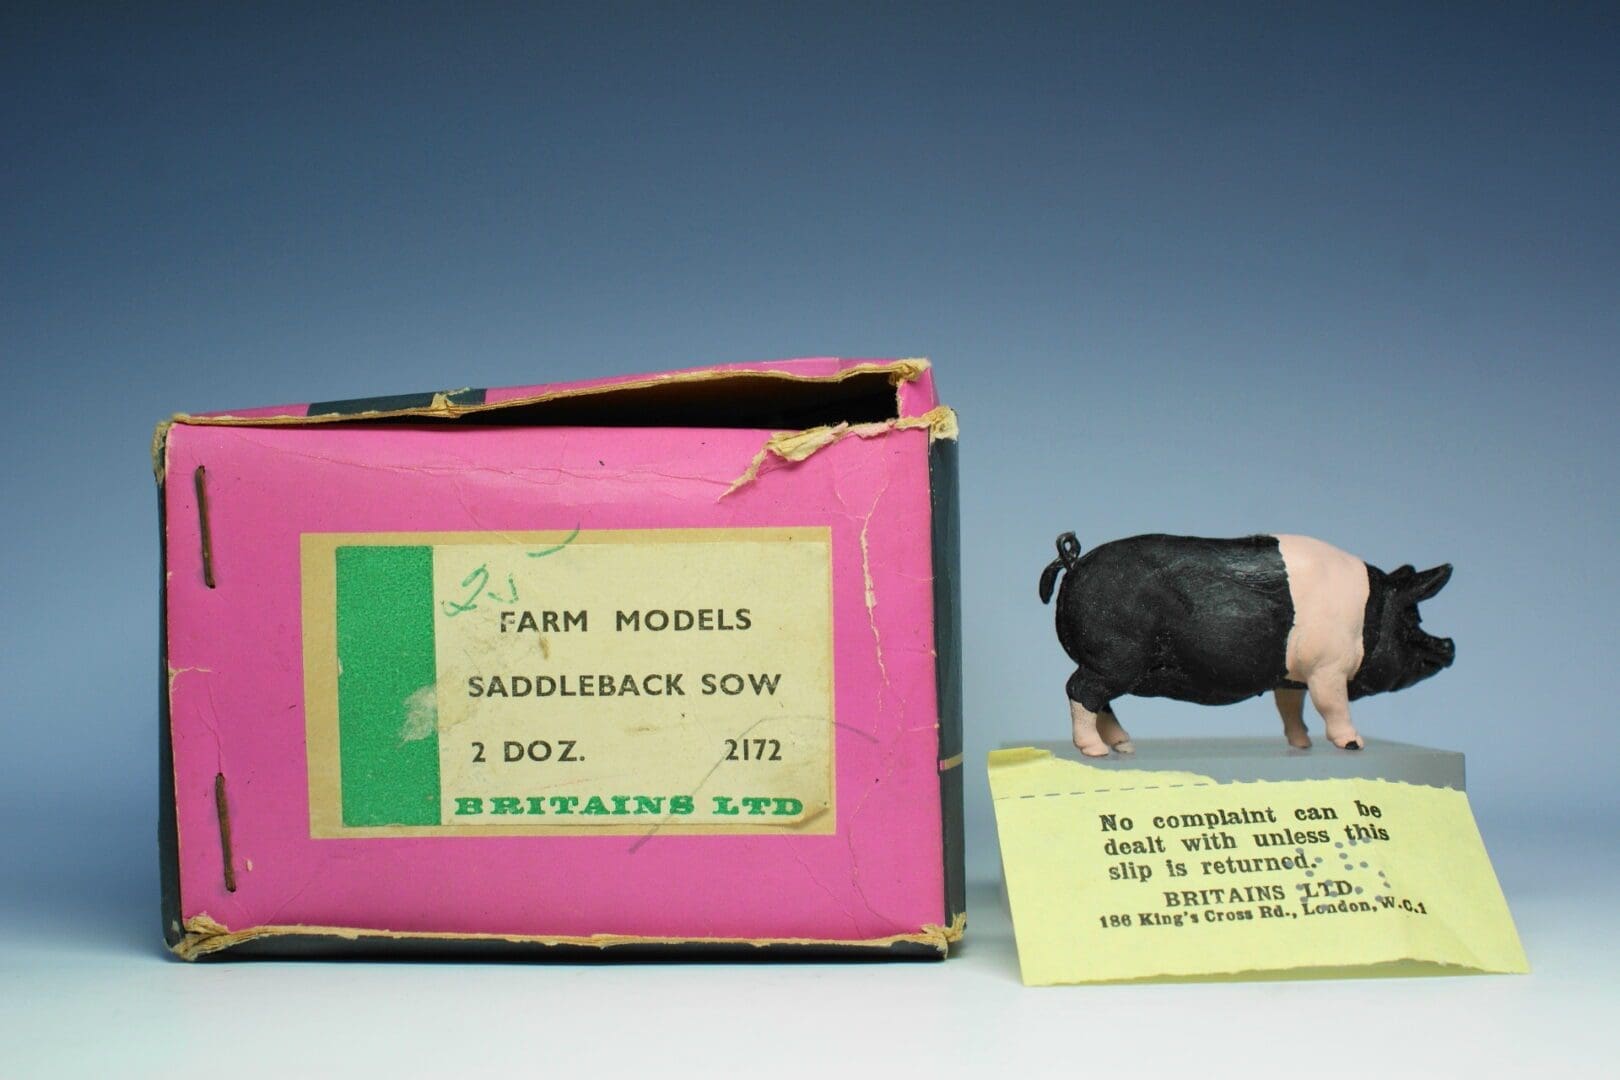 25
FARM MODELS
SADDLEBACK SOW
2 DOZ. 2172
BRITAINS LTD
No complaint can be
dealt with unless this
slip is returned.
BRITAINS LTD.
186 King's Cross Rd., London, W.C.1